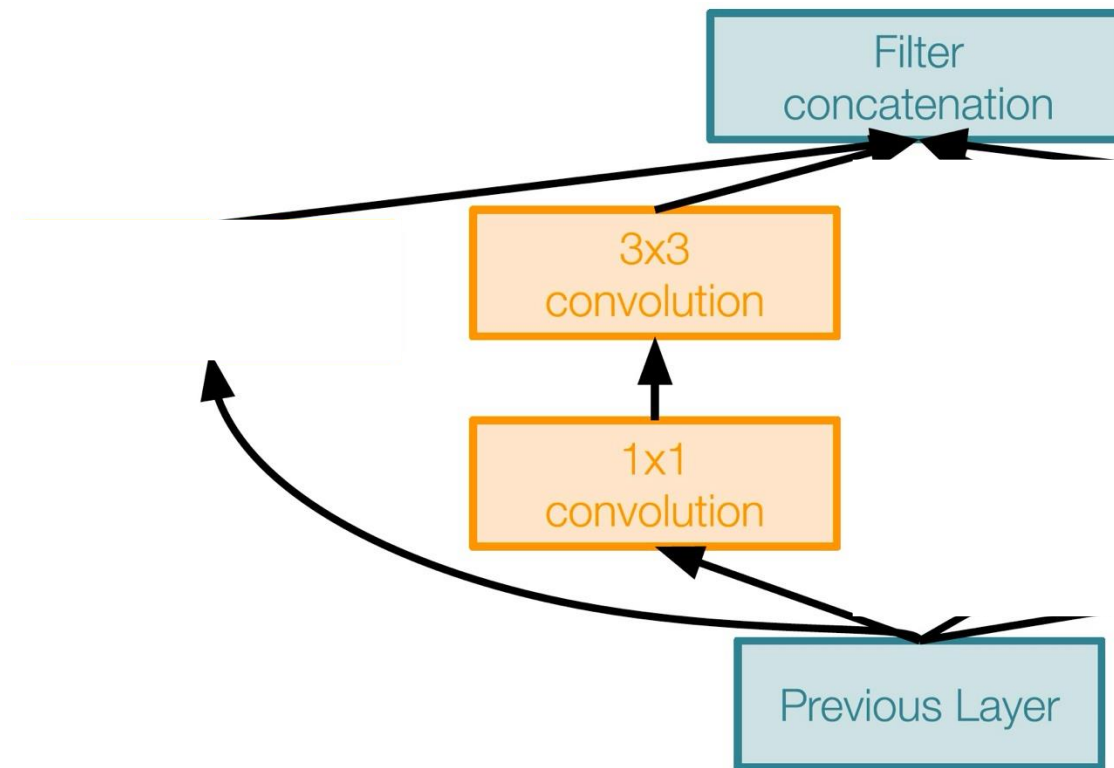 Filter
concatenation
3x3
convolution
1x1
convolution
Previous Layer